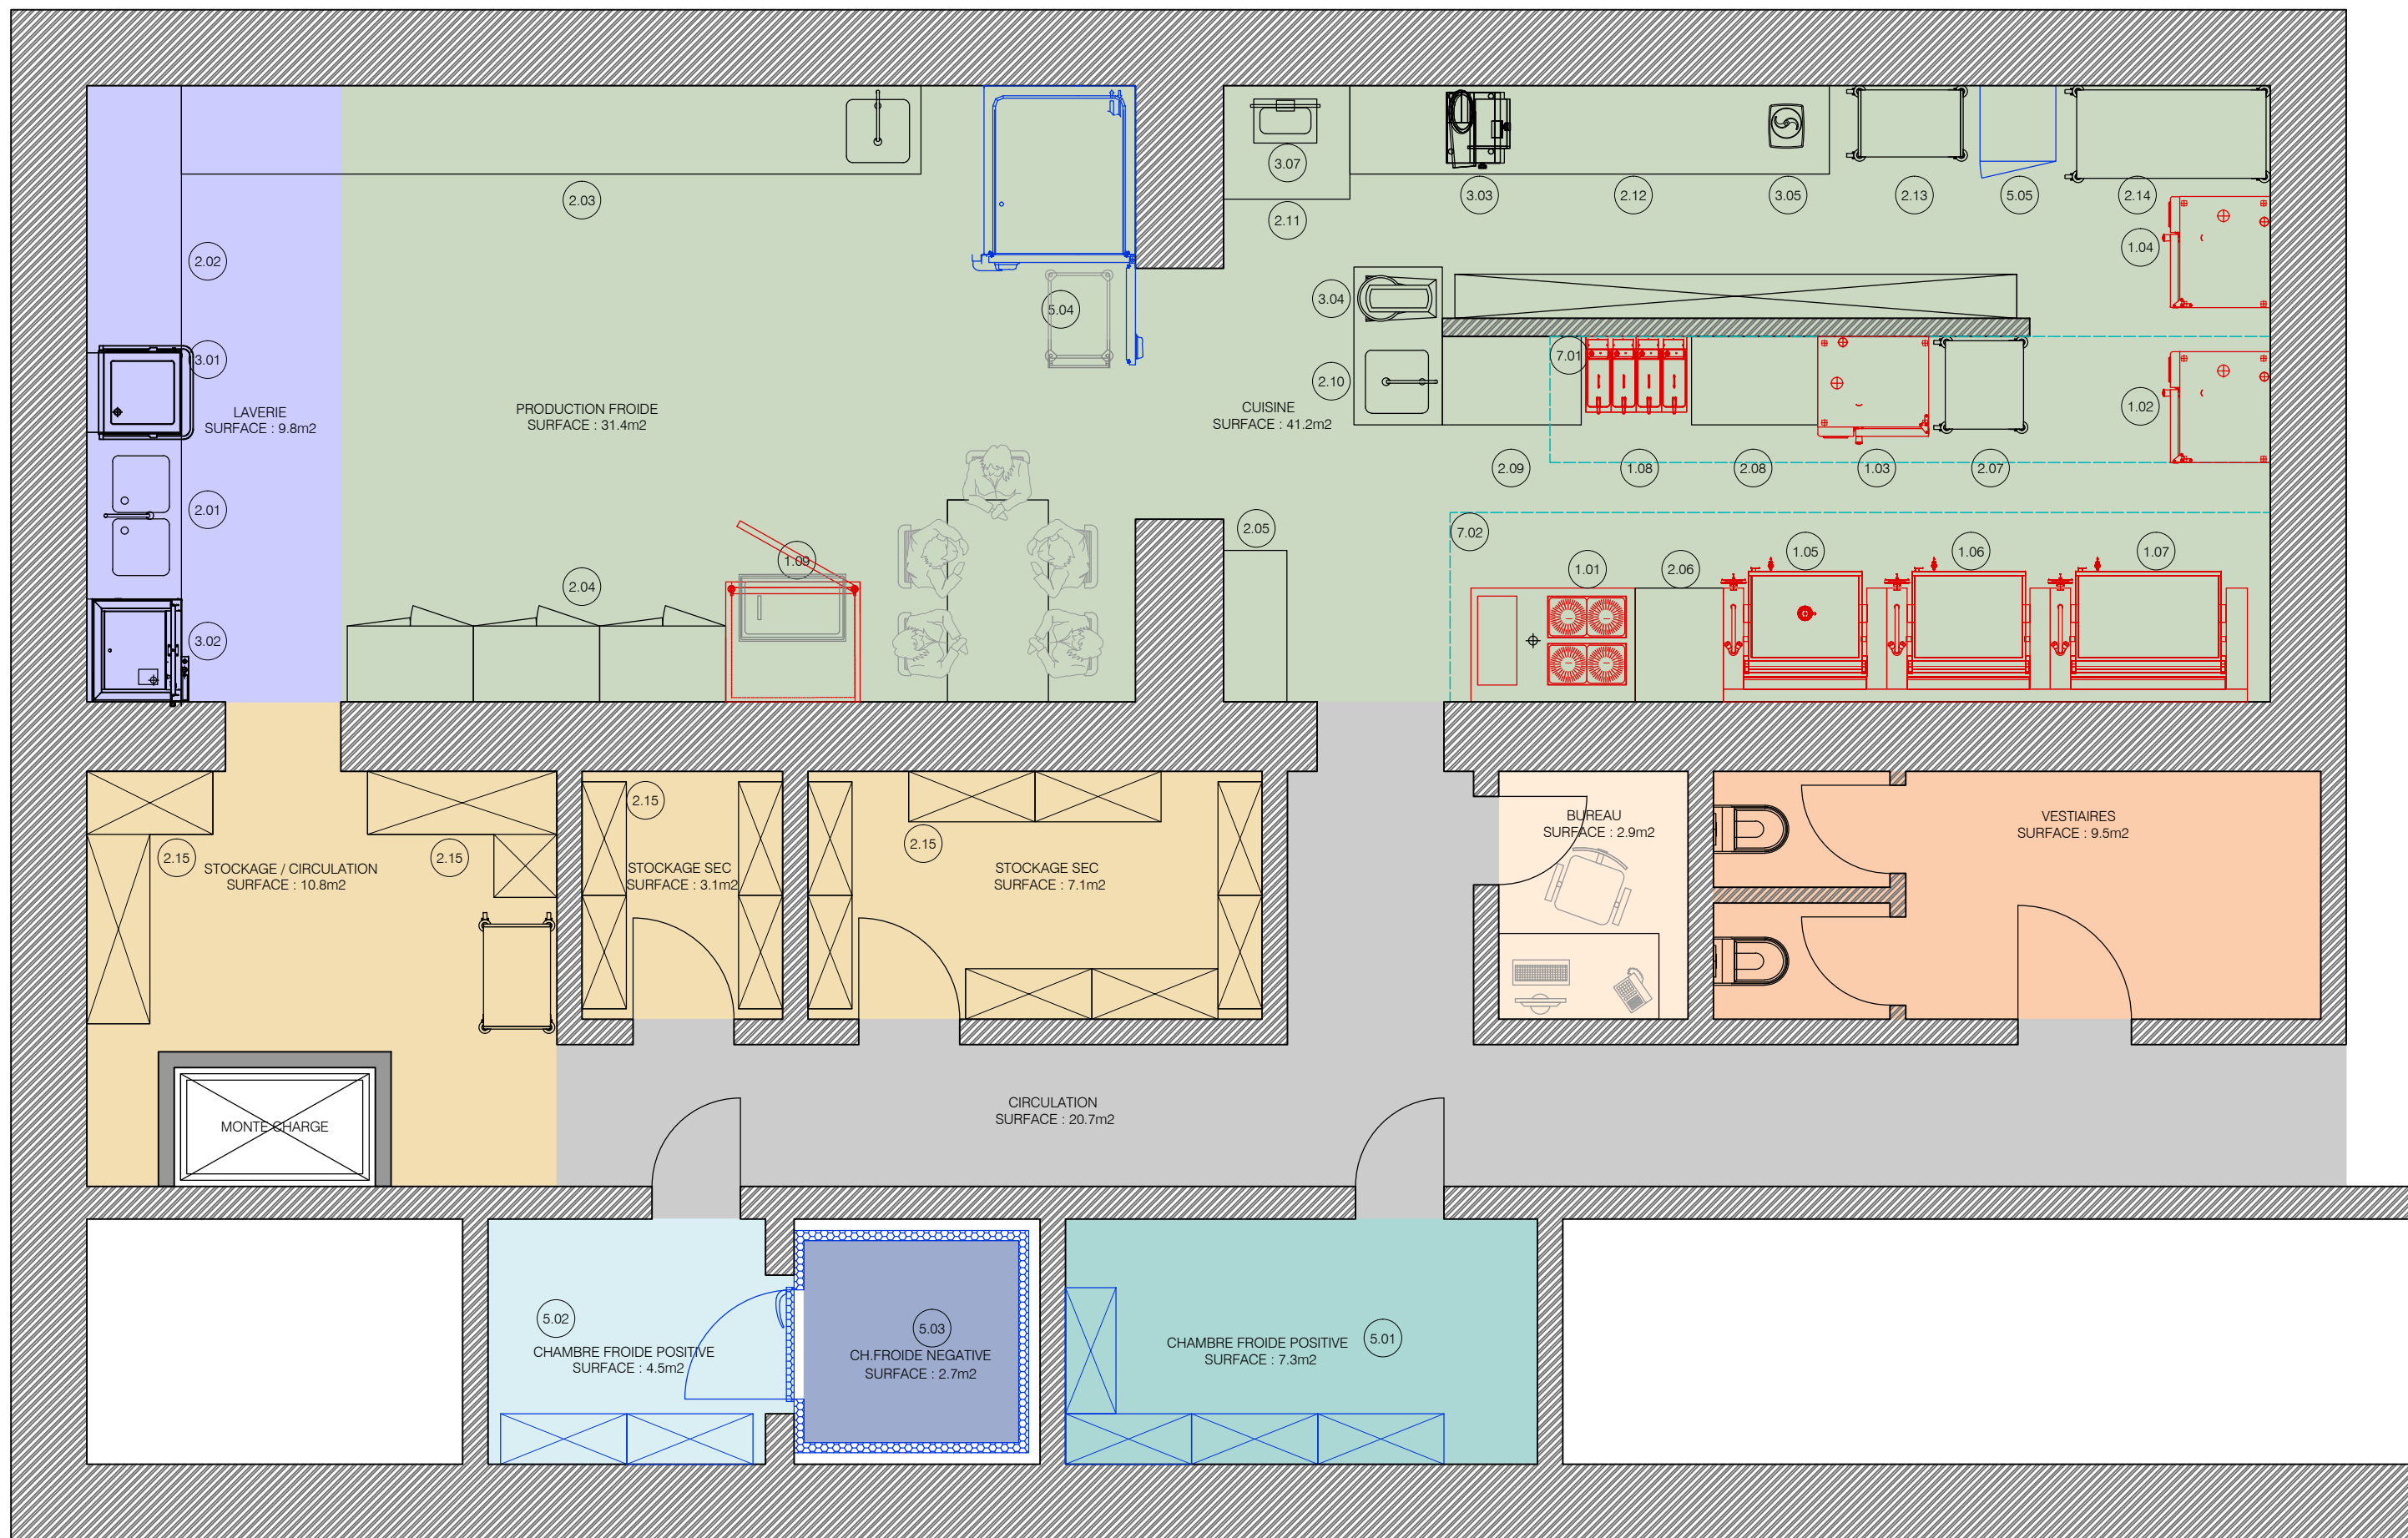 3.07
3.03
2.12
3.05
2.13
5.05
2.14
2.03
2.11
2.02
1.04
3.04
5.04
3.01
7.01
2.10
1.02
LAVERIE
SURFACE : 9.8m2
PRODUCTION FROIDE
SURFACE : 31.4m2
CUISINE
SURFACE : 41.2m2
2.09
1.08
2.08
1.03
2.07
2.01
2.05
7.02
1.09
1.05
1.06
1.07
2.04
1.01
2.06
3.02
2.15
2.15
2.15
2.15
STOCKAGE / CIRCULATION
SURFACE : 10.8m2
STOCKAGE SEC
SURFACE : 3.1m2
STOCKAGE SEC
SURFACE : 7.1m2
BUREAU
SURFACE : 2.9m2
VESTIAIRES
SURFACE : 9.5m2
MONTE CHARGE
CIRCULATION
SURFACE : 20.7m2
5.02
CHAMBRE FROIDE POSITIVE
SURFACE : 4.5m2
5.03
CH.FROIDE NEGATIVE
SURFACE : 2.7m2
CHAMBRE FROIDE POSITIVE
SURFACE : 7.3m2
5.01